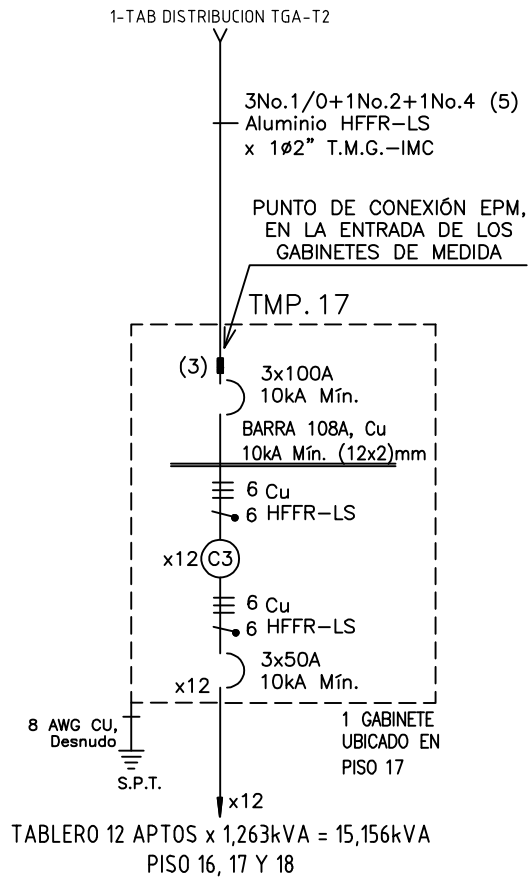 1-TAB DISTRIBUCION TGA-T2
3No.1/0+1No.2+1No.4 (5)
Aluminio HFFR-LS
x 1ø2" T.M.G.-IMC
PUNTO DE CONEXIÓN EPM,
EN LA ENTRADA DE LOS
GABINETES DE MEDIDA
TMP. 17
(3)
3x100A
10kA Mín.
BARRA 108A, Cu
10kA Mín. (12x2)mm
6 Cu
6 HFFR-LS
x12 C3
6 Cu
6 HFFR-LS
3x50A
10kA Mín.
x12
8 AWG CU,
Desnudo
S.P.T.
1 GABINETE
UBICADO EN
PISO 17
x12
TABLERO 12 APTOS x 1,263kVA = 15,156kVA
PISO 16, 17 Y 18